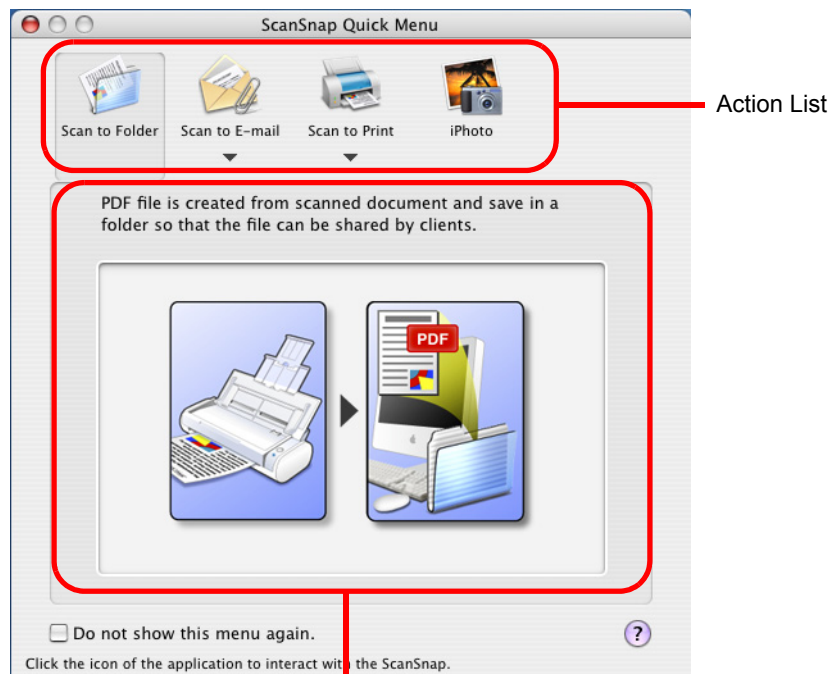 ScanSnap Quick Menu
Scan to Folder
Scan to E-mail
Scan to Print
iPhoto
Action List
PDF file is created from scanned document and save in a
folder so that the file can be shared by clients.
PDF
Do not show this menu again.
?
Click the icon of the application to interact with the ScanSnap.